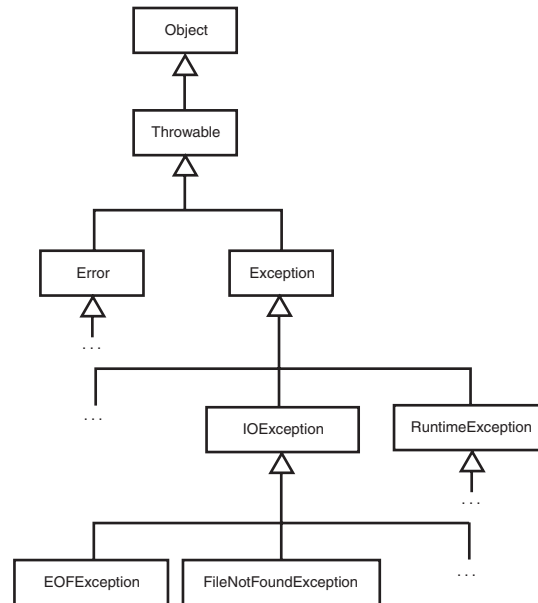 Object
Throwable
Error
Exception
...
...
IOException
RuntimeException
...
EOFException
FileNotFoundException
...